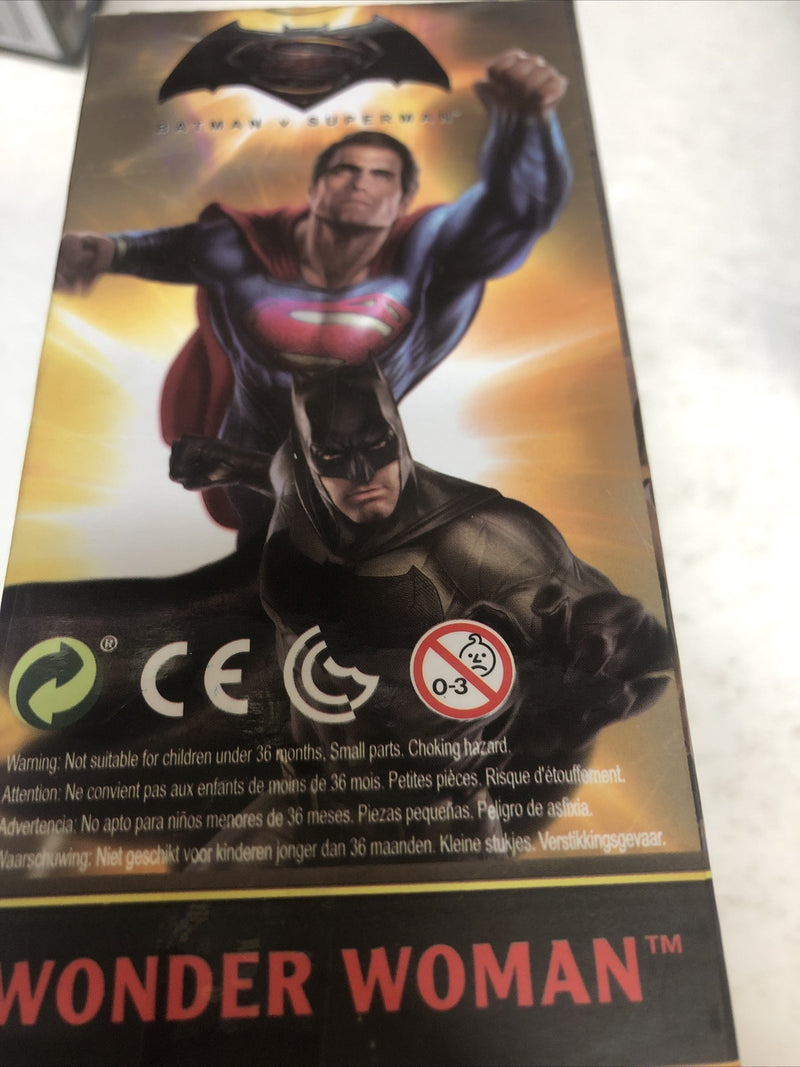 BATMAN v SUPERMAN™
®
CE
0-3
Warning: Not suitable for children under 36 months. Small parts. Choking hazard.
Attention: Ne convient pas aux enfants de moins de 36 mois. Petites pièces. Risque d'étouffement.
Advertencia: No apto para niños menores de 36 meses. Piezas pequeñas. Peligro de asfixia.
Waarschuwing: Niet geschikt voor kinderen jonger dan 36 maanden. Kleine stukjes. Verstikkingsgevaar.
WONDER WOMAN™